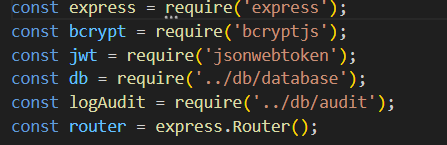 const express = require('express');
const bcrypt = require('bcryptjs');
const jwt = require('jsonwebtoken');
const db = require('../db/database');
const logAudit = require('../db/audit');
const router = express.Router();